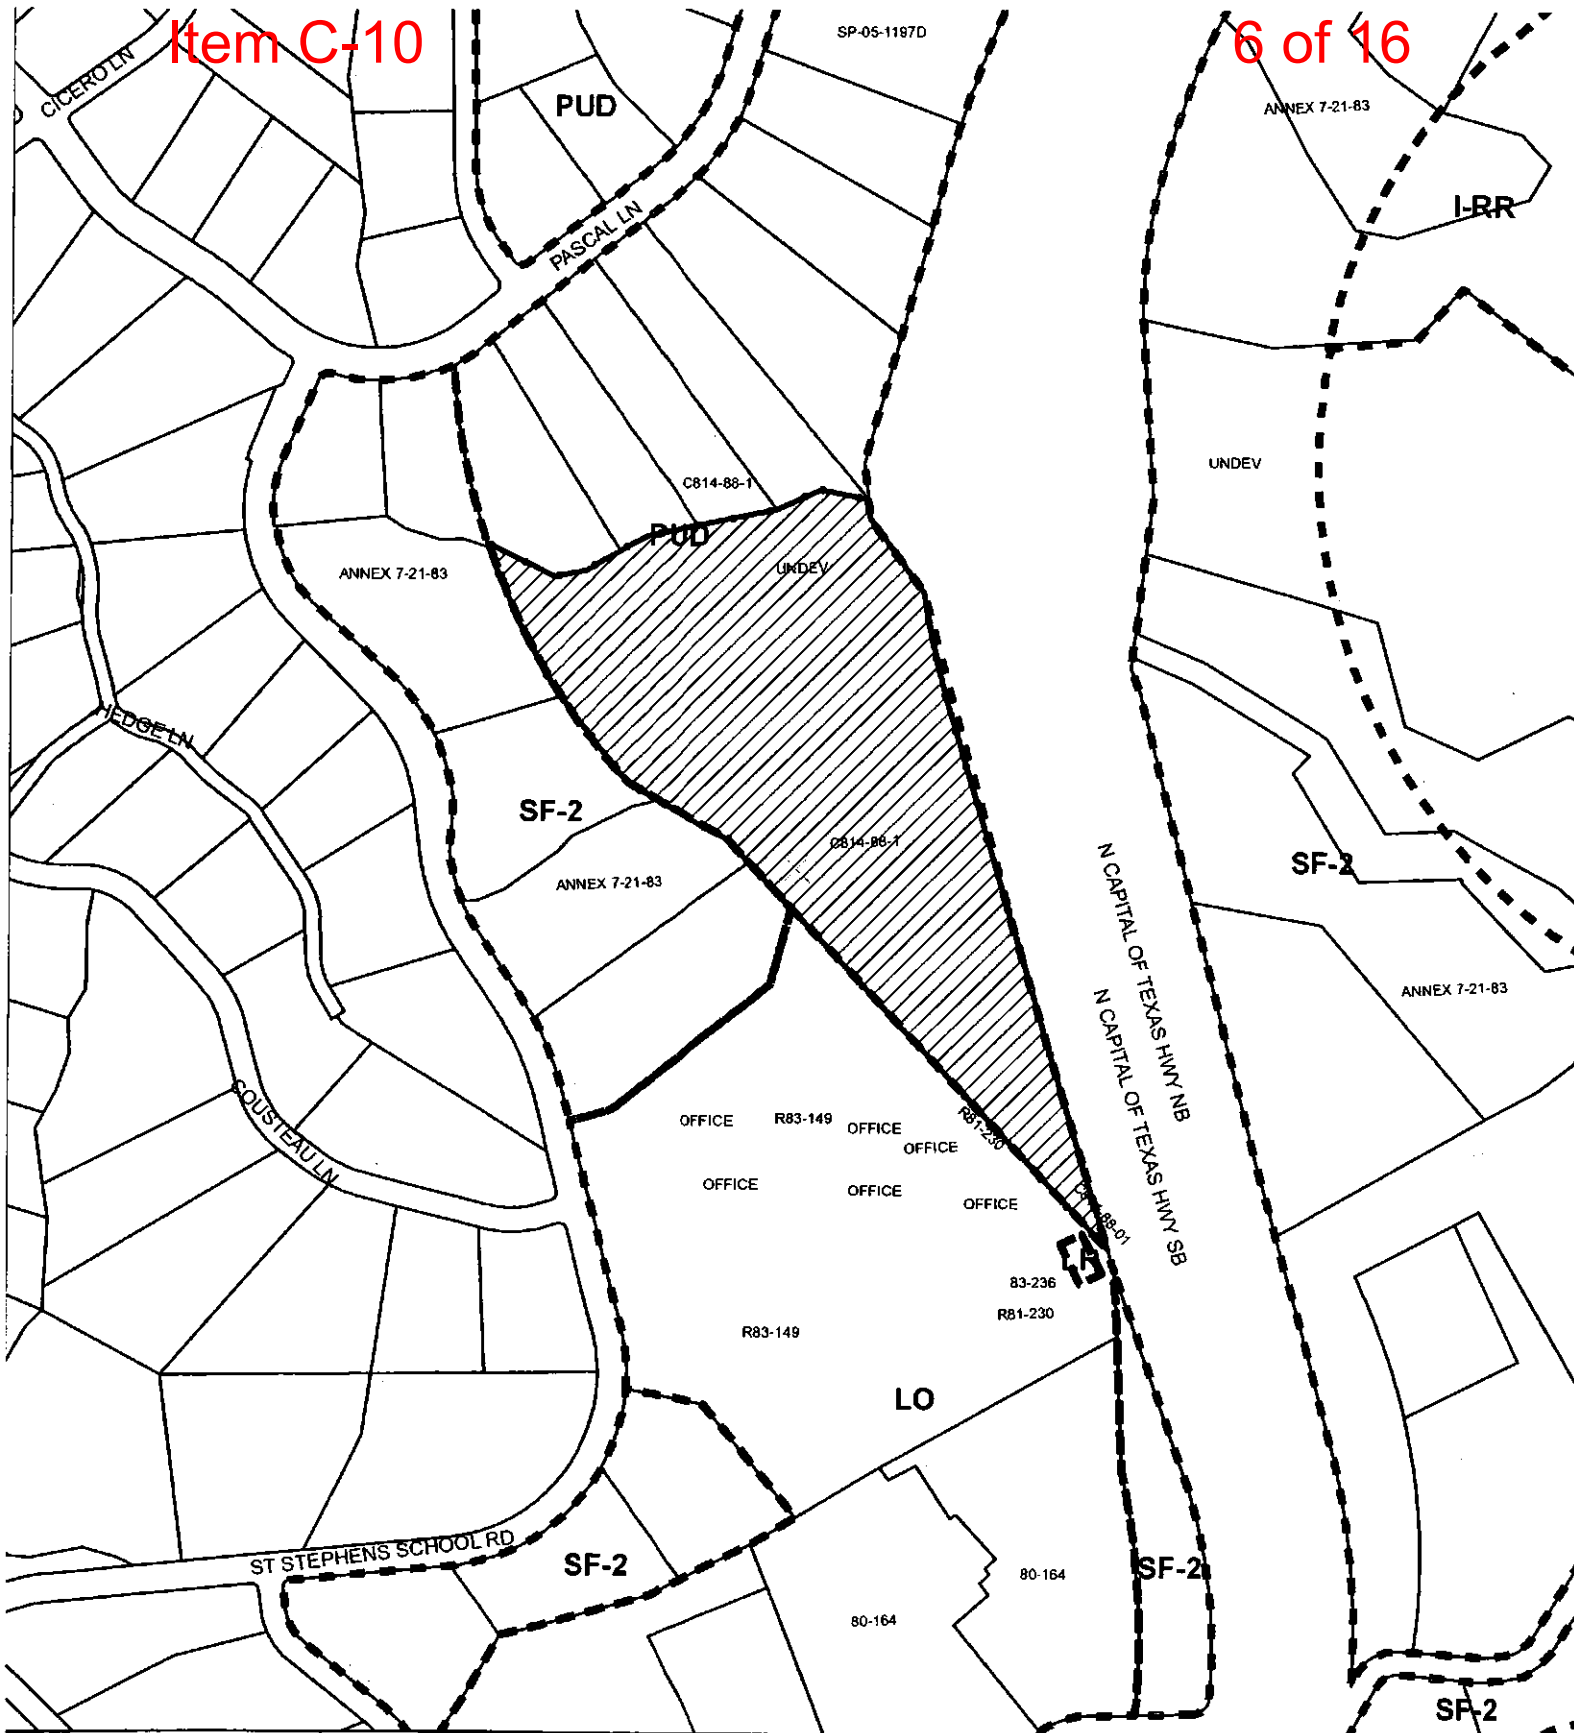 Item C-10
6 of 16
SP-05-1197D
CICERO LN
PUD
ANNEX 7-21-83
I-RR
PASCAL LN
UNDEV
C814-88-1
PUD
UNDEV
ANNEX 7-21-83
HEDGE LN
SF-2
C814-88-1
SF-2
ANNEX 7-21-83
N CAPITAL OF TEXAS HWY NB
ANNEX 7-21-83
N CAPITAL OF TEXAS HWY SB
COUSTEAU LN
OFFICE
R83-149
OFFICE
R81-230
OFFICE
OFFICE
OFFICE
OFFICE
83-236
R81-230
R83-149
LO
ST STEPHENS SCHOOL RD
SF-2
80-164
SF-2
80-164
SF-2